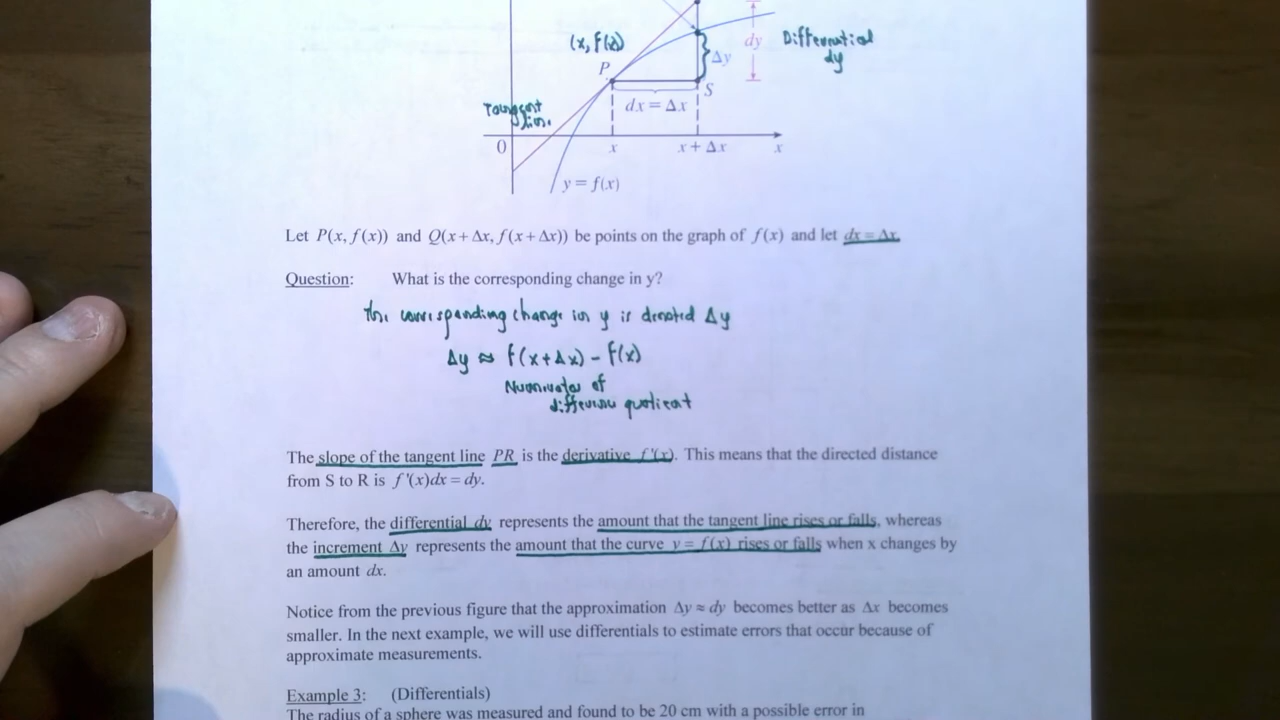 (x, f(x))
dy
Differential
dy
P
Δy
S
Tangent
line
dx = Δx
0
x
x + Δx
x
y = f(x)
Let P(x, f(x)) and Q(x + Δx, f(x + Δx)) be points on the graph of f(x) and let dx = Δx.
Question: What is the corresponding change in y?
The corresponding change in y is denoted Δy
Δy ≈ f(x+Δx) - f(x)
Numerator of
difference quotient
The slope of the tangent line PR is the derivative f'(x). This means that the directed distance
from S to R is f'(x)dx = dy.
Therefore, the differential dy represents the amount that the tangent line rises or falls, whereas
the increment Δy represents the amount that the curve y = f(x) rises or falls when x changes by
an amount dx.
Notice from the previous figure that the approximation Δy ≈ dy becomes better as Δx becomes
smaller. In the next example, we will use differentials to estimate errors that occur because of
approximate measurements.
Example 3: (Differentials)
The radius of a sphere was measured and found to be 20 cm with a possible error in